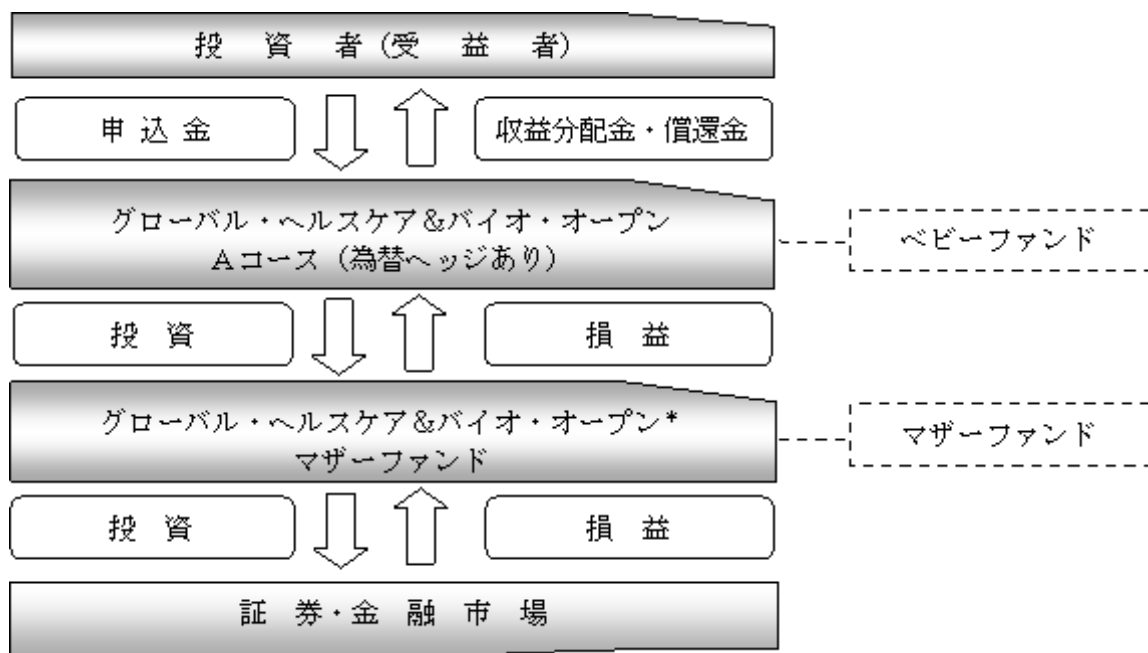 投資者(受益者)
申込金
収益分配金・償還金
グローバル・ヘルスケア&バイオ・オープン
Aコース(為替ヘッジあり)
ベビーファンド
投資
損益
グローバル・ヘルスケア&バイオ・オープン*
マザーファンド
マザーファンド
投資
損益
証券・金融市場